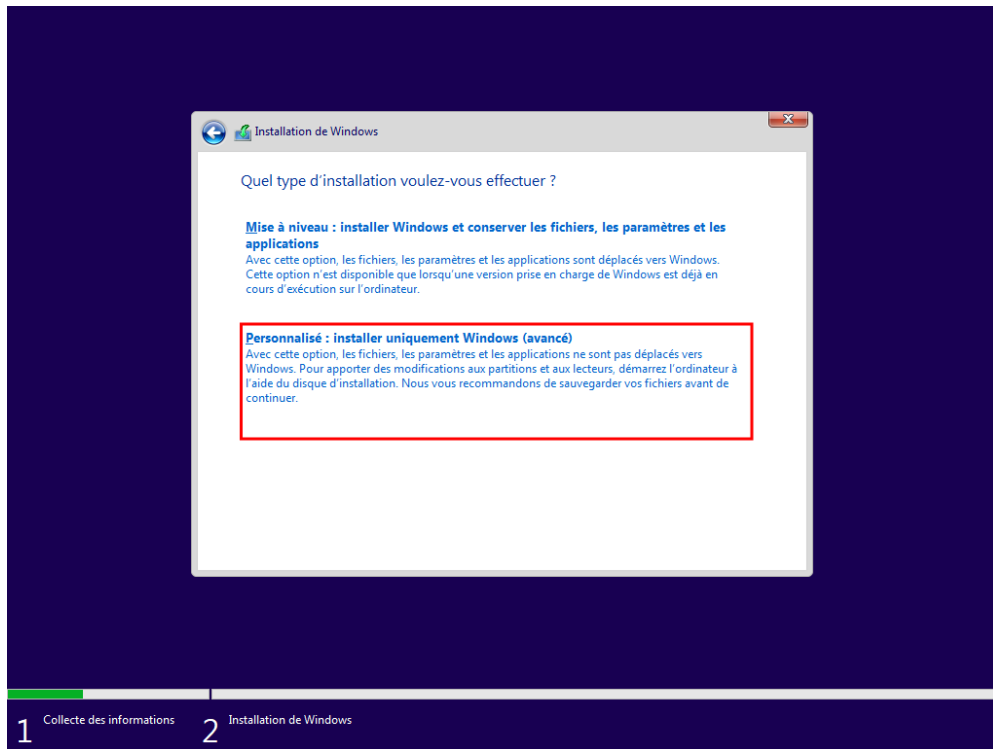 Installation de Windows
Quel type d'installation voulez-vous effectuer ?
Mise à niveau : installer Windows et conserver les fichiers, les paramètres et les
applications
Avec cette option, les fichiers, les paramètres et les applications sont déplacés vers Windows.
Cette option n'est disponible que lorsqu'une version prise en charge de Windows est déjà en
cours d'exécution sur l'ordinateur.
Personnalisé : installer uniquement Windows (avancé)
Avec cette option, les fichiers, les paramètres et les applications ne sont pas déplacés vers
Windows. Pour apporter des modifications aux partitions et aux lecteurs, démarrez l'ordinateur à
l'aide du disque d'installation. Nous vous recommandons de sauvegarder vos fichiers avant de
continuer.
1 Collecte des informations 2 Installation de Windows